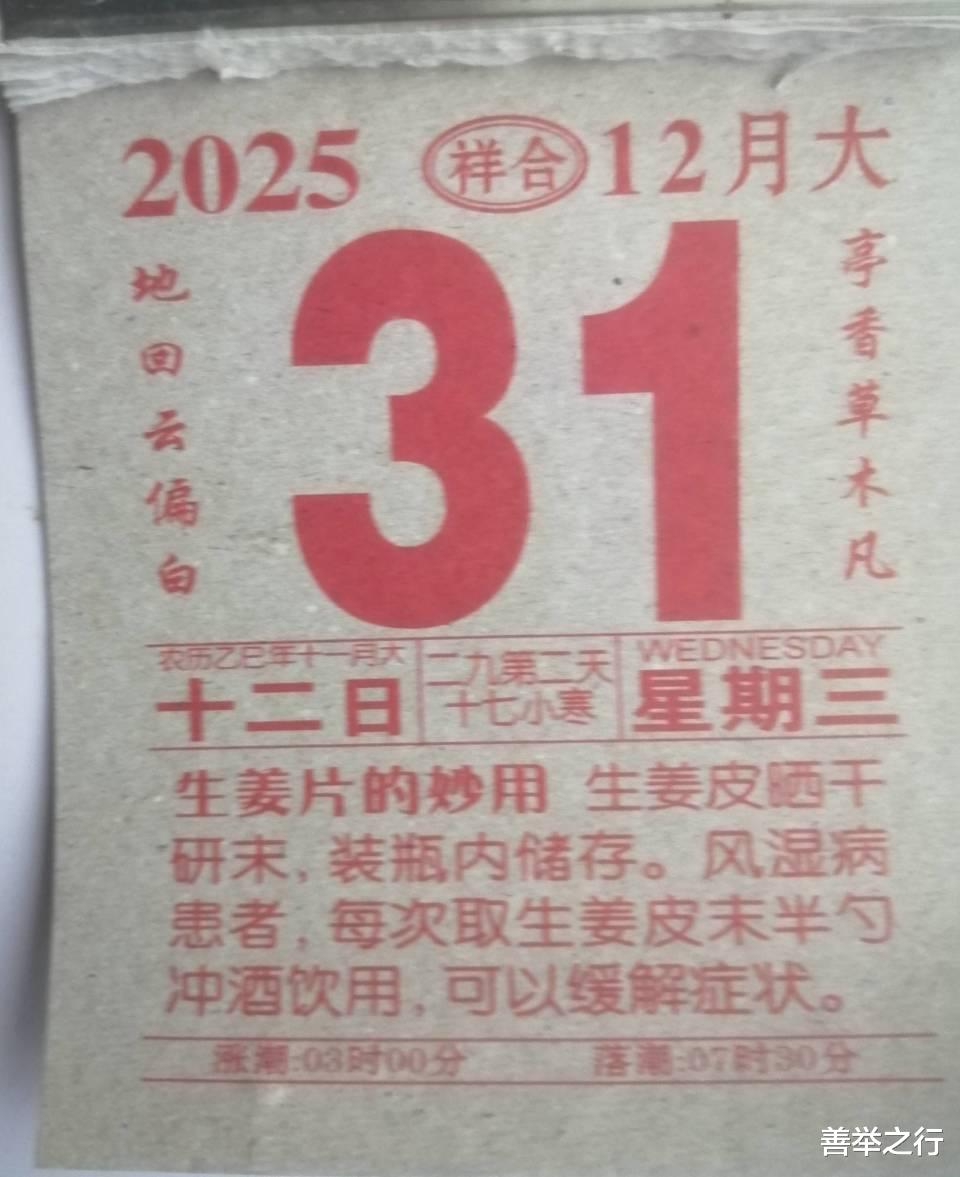 2025 祥合 12月大
31
亭香草木凡
地回云偏白
农历乙巳年十一月大
十二日
二九第二天
十七小寒
WEDNESDAY
星期三
生姜片的妙用 生姜皮晒干
研末,装瓶内储存。风湿病
患者,每次取生姜皮末半勺
冲酒饮用,可以缓解症状。
涨潮:03时00分 落潮:07时30分
善举之行